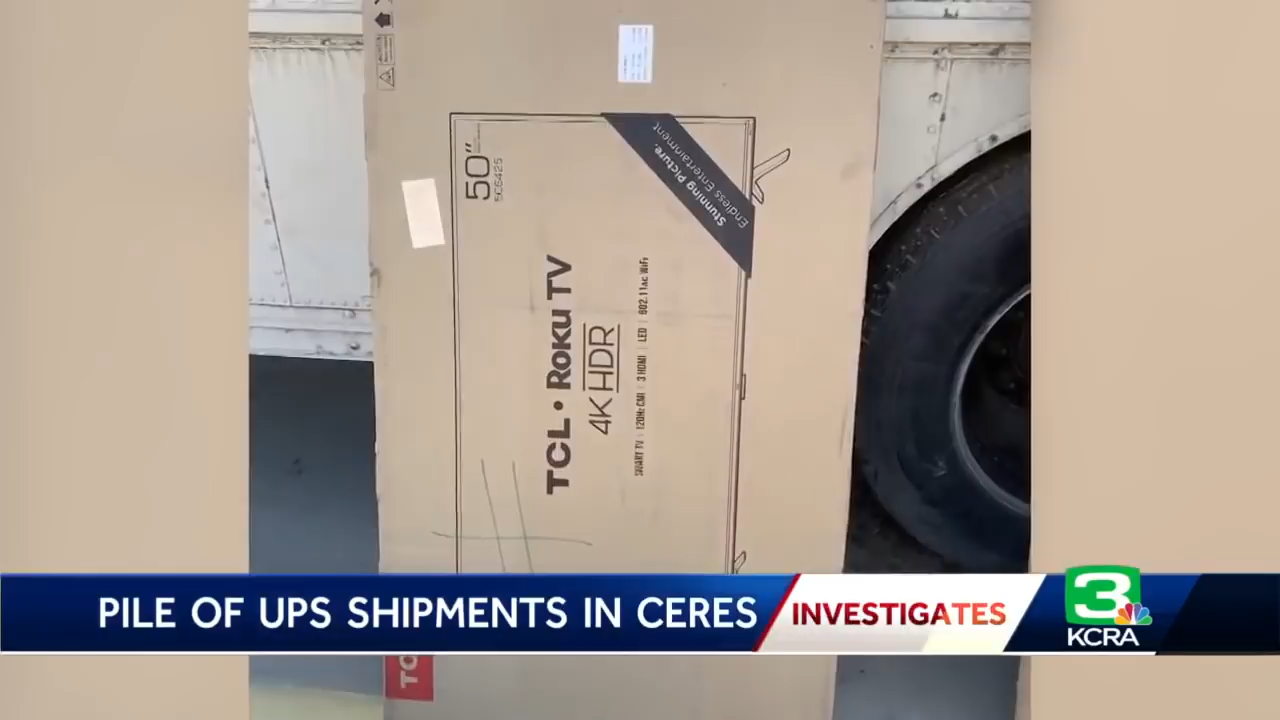 50"
5C6425
Stunning Picture.
Endless Entertainment
TCL • Roku TV
4K HDR
SMART TV | 120Hz CMI | 3 HDMI | LED | 802.11ac WiFi
PILE OF UPS SHIPMENTS IN CERES
INVESTIGATES
3
KCRA
TC